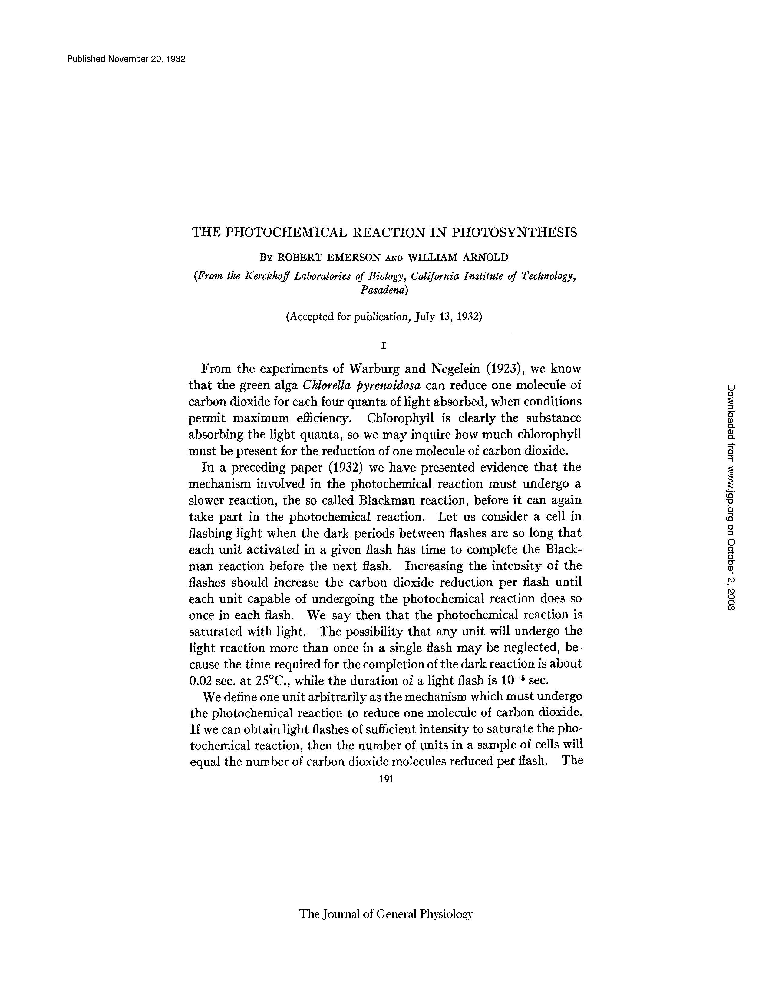 Published November 20, 1932
THE PHOTOCHEMICAL REACTION IN PHOTOSYNTHESIS
By ROBERT EMERSON AND WILLIAM ARNOLD
(From the Kerckhoff Laboratories of Biology, California Institute of Technology,
Pasadena)
(Accepted for publication, July 13, 1932)
I
From the experiments of Warburg and Negelein (1923), we know
that the green alga Chlorella pyrenoidosa can reduce one molecule of
carbon dioxide for each four quanta of light absorbed, when conditions
permit maximum efficiency. Chlorophyll is clearly the substance
absorbing the light quanta, so we may inquire how much chlorophyll
must be present for the reduction of one molecule of carbon dioxide.
In a preceding paper (1932) we have presented evidence that the
mechanism involved in the photochemical reaction must undergo a
slower reaction, the so called Blackman reaction, before it can again
take part in the photochemical reaction. Let us consider a cell in
flashing light when the dark periods between flashes are so long that
each unit activated in a given flash has time to complete the Black-
man reaction before the next flash. Increasing the intensity of the
flashes should increase the carbon dioxide reduction per flash until
each unit capable of undergoing the photochemical reaction does so
once in each flash. We say then that the photochemical reaction is
saturated with light. The possibility that any unit will undergo the
light reaction more than once in a single flash may be neglected, be-
cause the time required for the completion of the dark reaction is about
0.02 sec. at 25°C., while the duration of a light flash is 10⁻⁵ sec.
We define one unit arbitrarily as the mechanism which must undergo
the photochemical reaction to reduce one molecule of carbon dioxide.
If we can obtain light flashes of sufficient intensity to saturate the pho-
tochemical reaction, then the number of units in a sample of cells will
equal the number of carbon dioxide molecules reduced per flash. The
191
The Journal of General Physiology
Downloaded from www.jgp.org on October 2, 2008